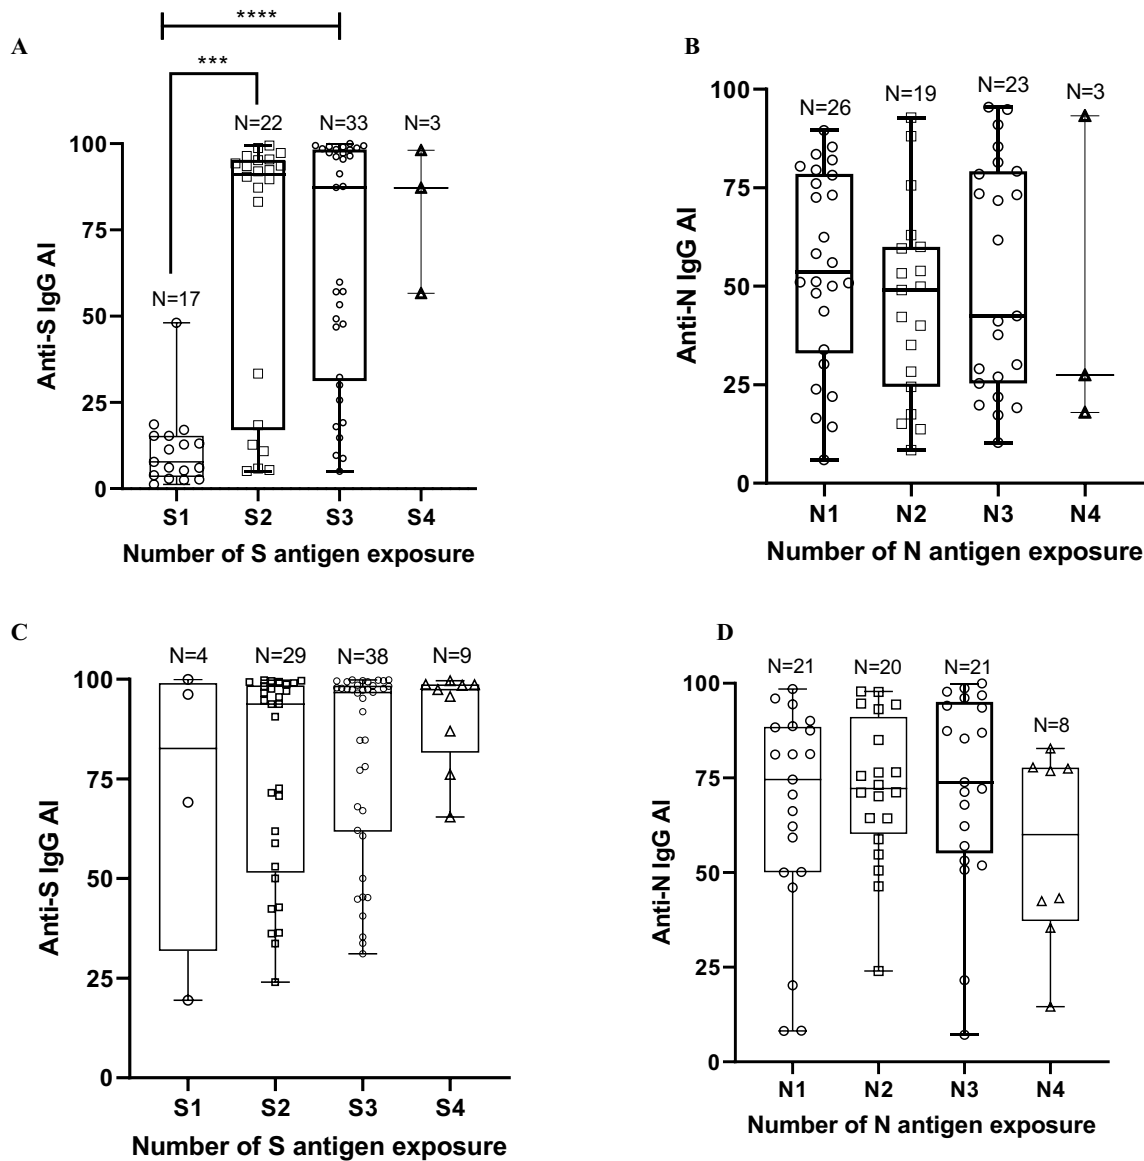 A
****
***
N=17
N=22
N=33
N=3
100
75
50
25
0
Anti-S IgG AI
S1 S2 S3 S4
Number of S antigen exposure
B
N=26
N=19
N=23
N=3
100
75
50
25
0
Anti-N IgG AI
N1 N2 N3 N4
Number of N antigen exposure
C
N=4
N=29
N=38
N=9
100
75
50
25
0
Anti-S IgG AI
S1 S2 S3 S4
Number of S antigen exposure
D
N=21
N=20
N=21
N=8
100
75
50
25
0
Anti-N IgG AI
N1 N2 N3 N4
Number of N antigen exposure